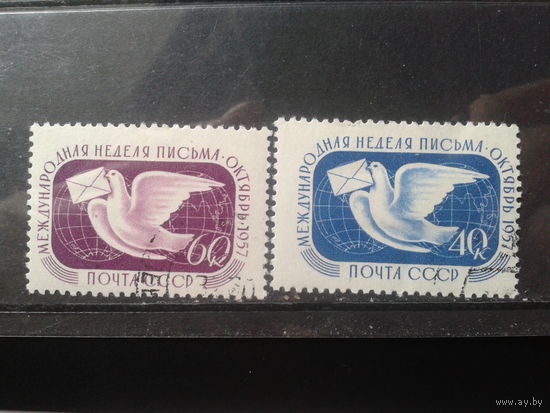 МЕЖДУНАРОДНАЯ НЕДЕЛЯ ПИСЬМА · ОКТЯБРЬ · 1957
60К
ПОЧТА СССР
МЕЖДУНАРОДНАЯ НЕДЕЛЯ ПИСЬМА · ОКТЯБРЬ · 1957
40К
ПОЧТА СССР
www.ay.by